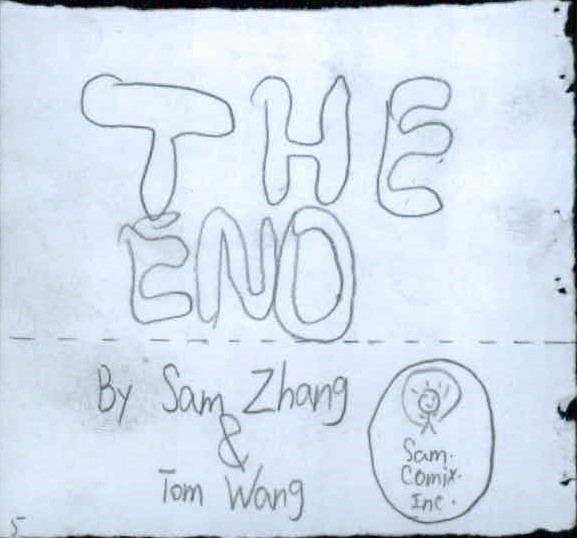 THE
END
By Sam Zhang
&
Tom Wang
Sam.
Comix.
Inc.
5